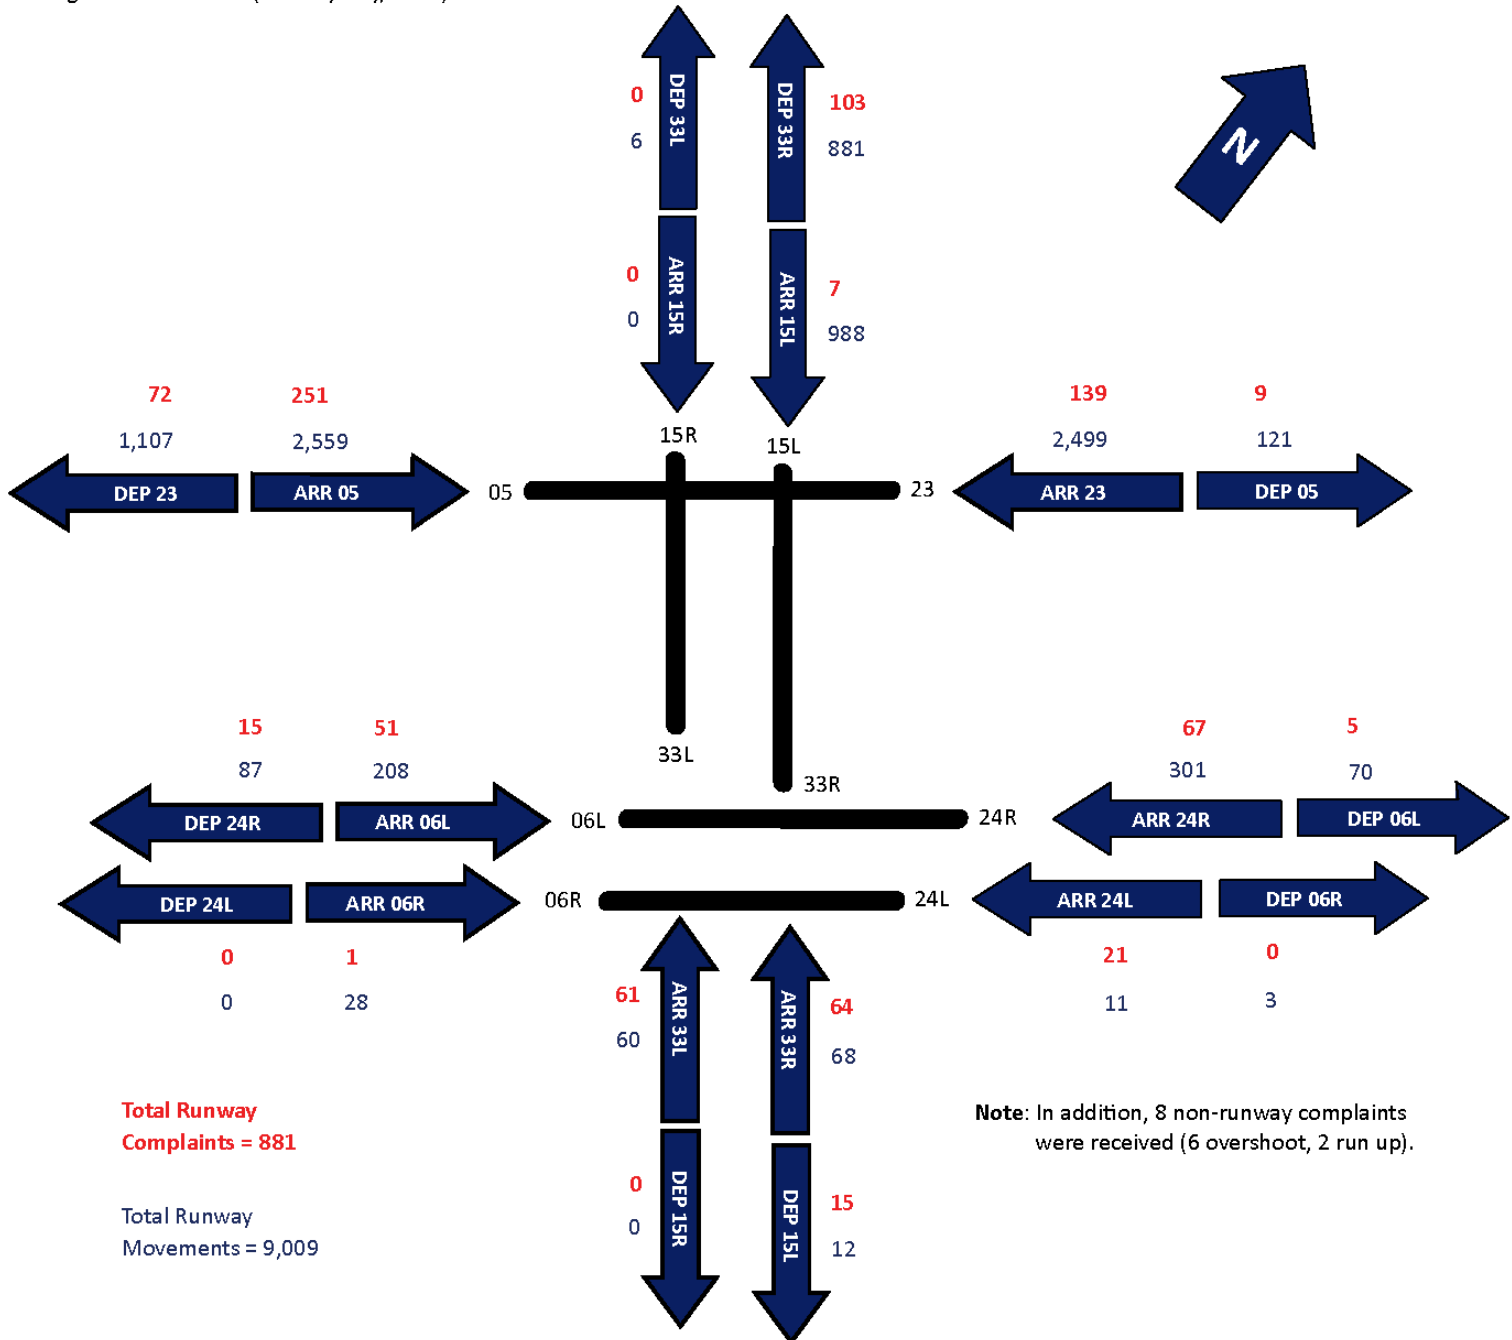 DEP 33L
0
6
DEP 33R
103
881
N
ARR 15R
0
0
ARR 15L
7
988
72
1,107
DEP 23
251
2,559
ARR 05
15R
15L
05
23
139
2,499
ARR 23
9
121
DEP 05
33L
33R
15
87
DEP 24R
51
208
ARR 06L
06L
24R
67
301
ARR 24R
5
70
DEP 06L
DEP 24L
0
0
ARR 06R
1
28
06R
24L
ARR 24L
21
11
DEP 06R
0
3
ARR 33L
61
60
ARR 33R
64
68
DEP 15R
0
0
DEP 15L
15
12
Total Runway
Complaints = 881
Total Runway
Movements = 9,009
Note: In addition, 8 non-runway complaints
were received (6 overshoot, 2 run up).